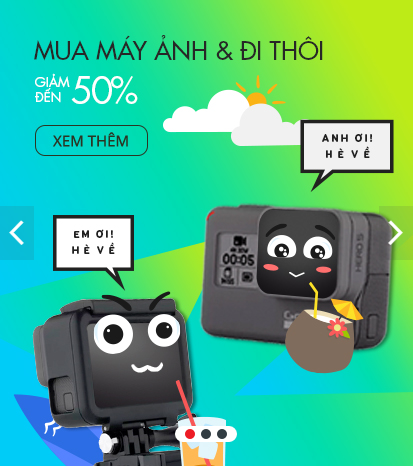 MUA MÁY ẢNH & ĐI THÔI
GIẢM
ĐẾN 50%
XEM THÊM
ANH ƠI!
HÈ VỀ
EM ƠI!
HÈ VỀ
00:05
HERO5